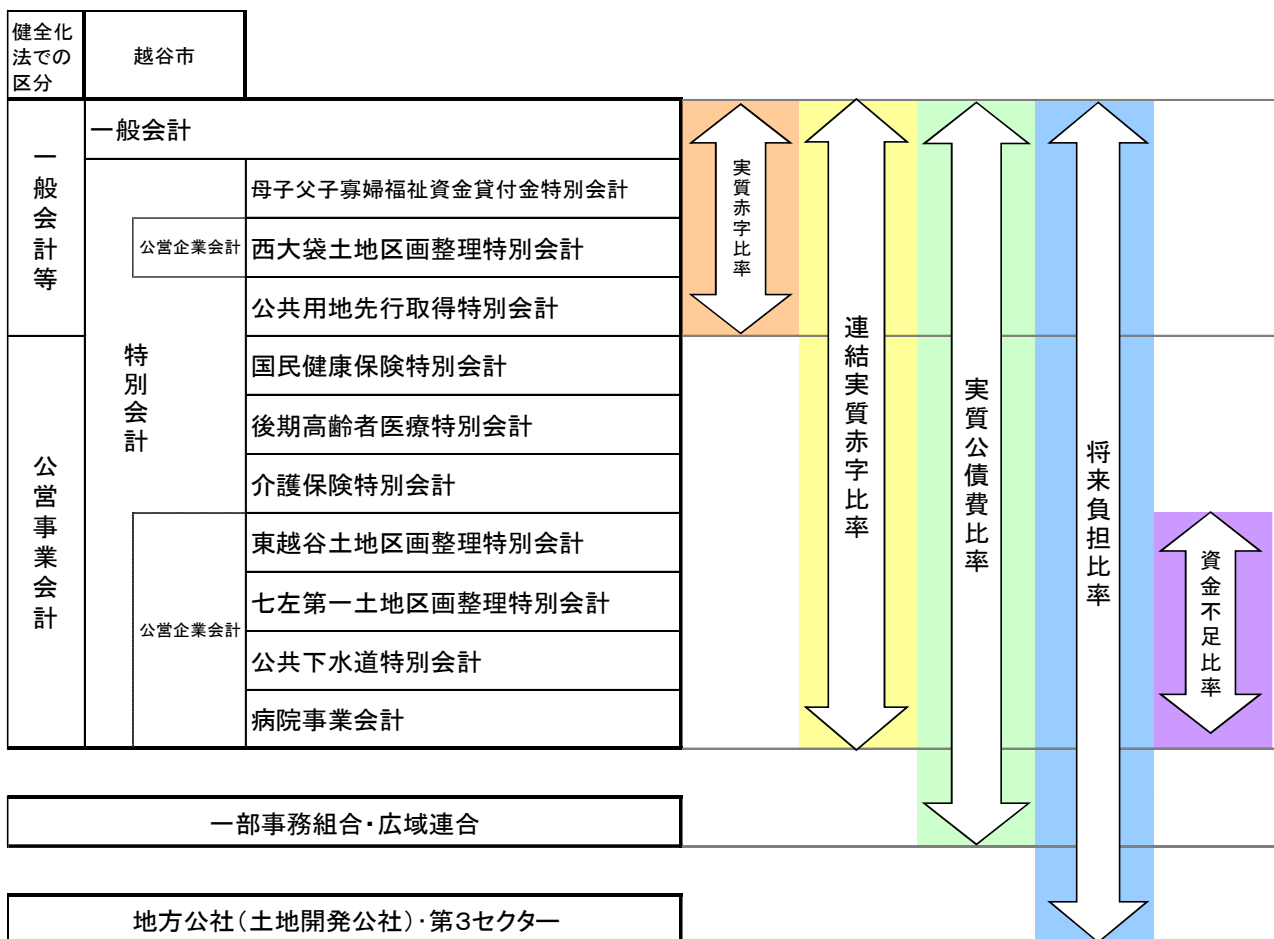 健全化
法での
区分
越谷市
一般会計等
一般会計
特別会計
母子父子寡婦福祉資金貸付金特別会計
公営企業会計
西大袋土地区画整理特別会計
公共用地先行取得特別会計
公営事業会計
国民健康保険特別会計
後期高齢者医療特別会計
介護保険特別会計
公営企業会計
東越谷土地区画整理特別会計
七左第一土地区画整理特別会計
公共下水道特別会計
病院事業会計
実質赤字比率
連結実質赤字比率
実質公債費比率
将来負担比率
資金不足比率
一部事務組合・広域連合
地方公社（土地開発公社）・第３セクター